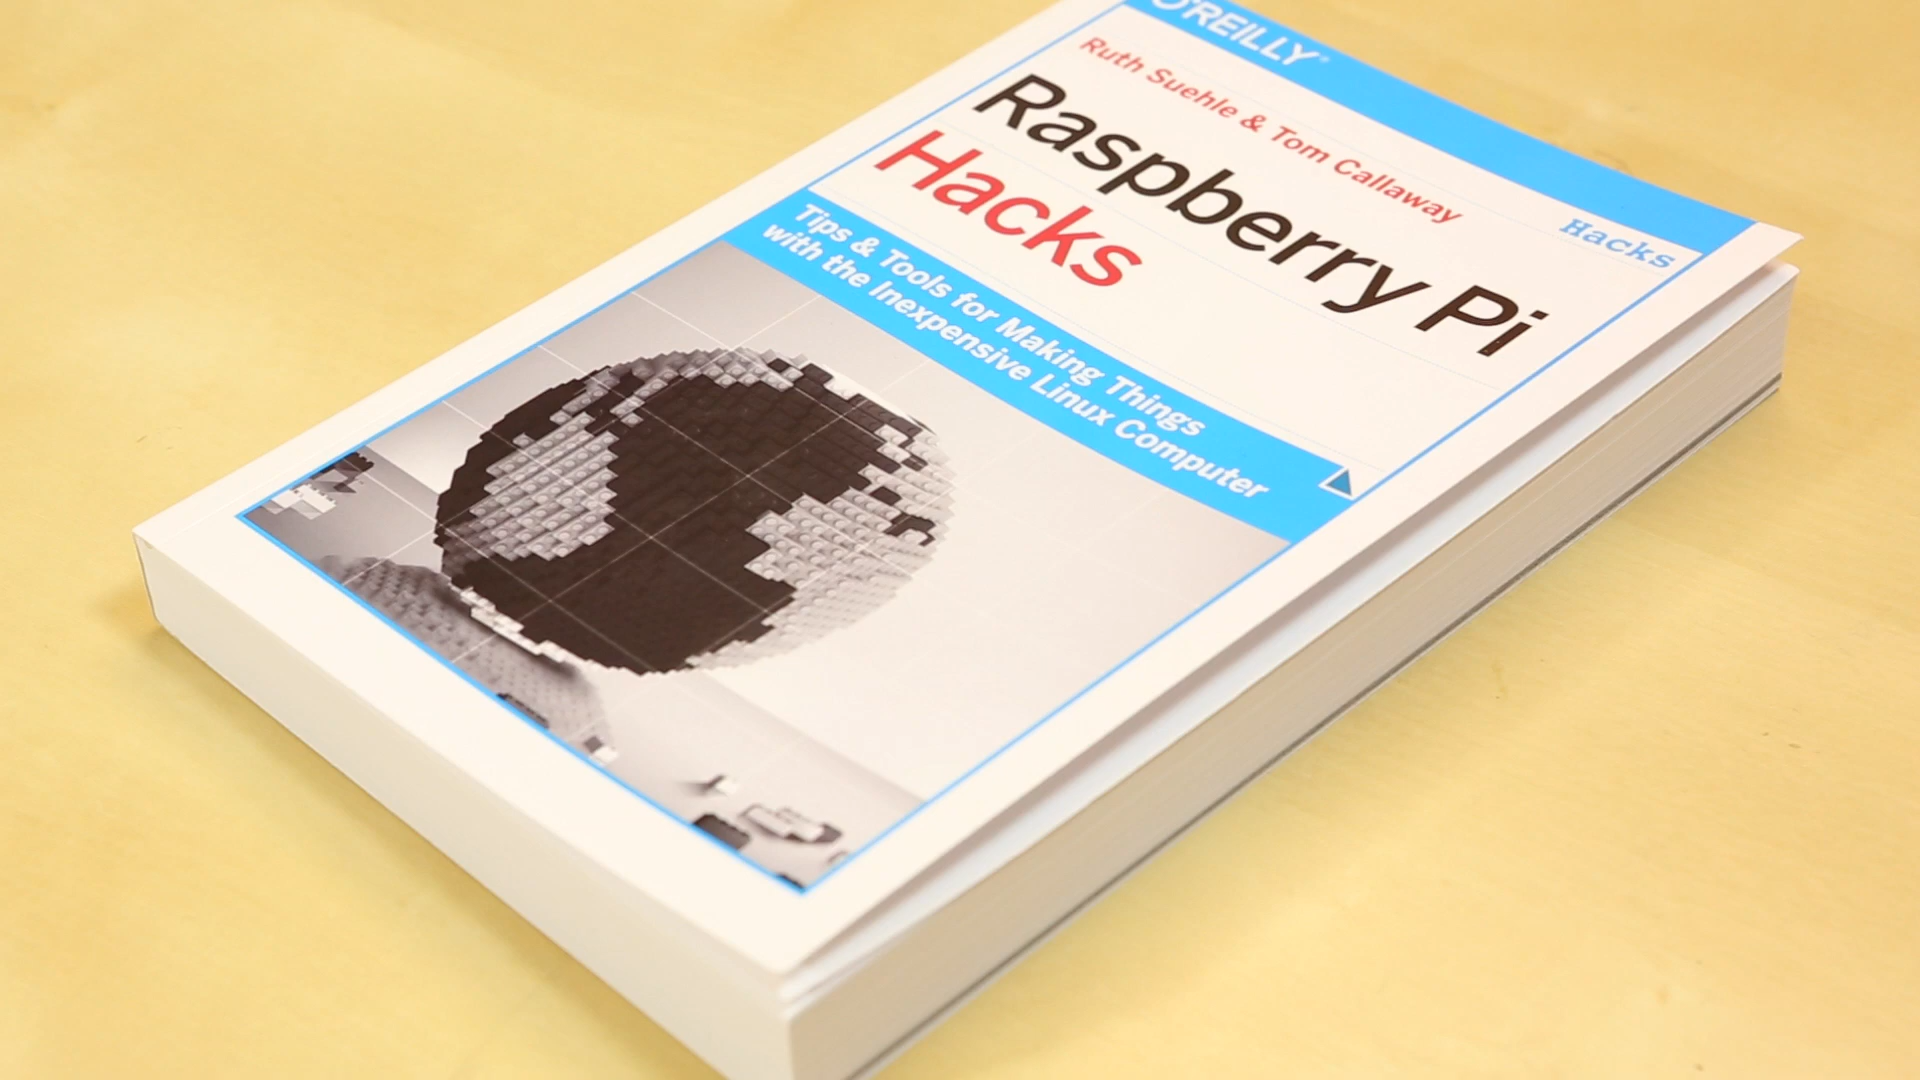 O'REILLY®
Ruth Suehle & Tom Callaway
Hacks
Raspberry Pi
Hacks
Tips & Tools for Making Things
with the Inexpensive Linux Computer